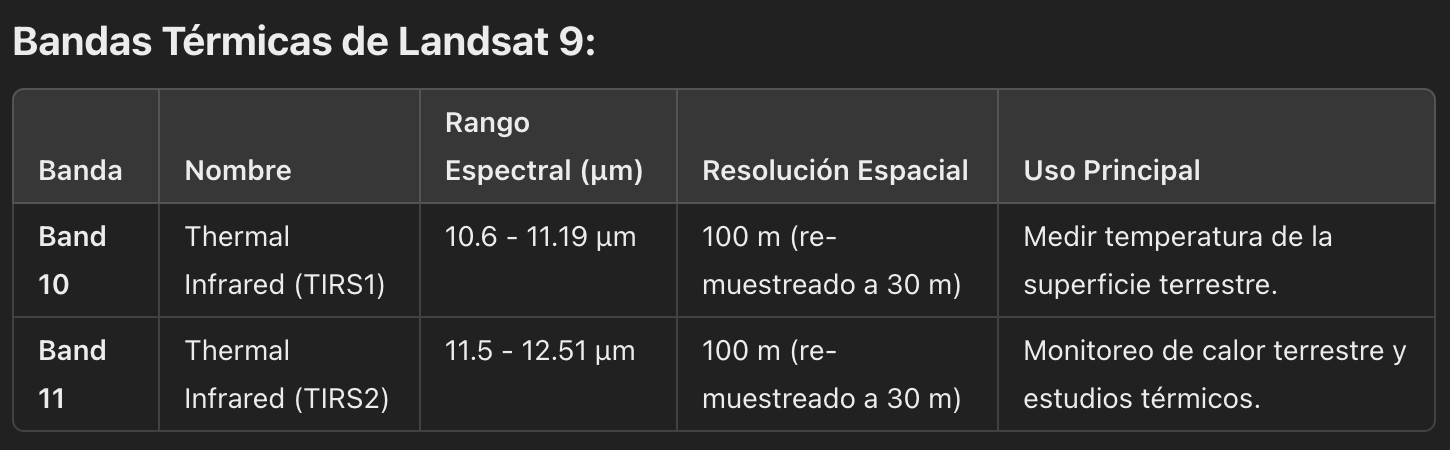 Bandas Térmicas de Landsat 9:
Banda
Nombre
Rango
Espectral (μm)
Resolución Espacial
Uso Principal
Band
10
Thermal
Infrared (TIRS1)
10.6 - 11.19 μm
100 m (re-
muestreado a 30 m)
Medir temperatura de la
superficie terrestre.
Band
11
Thermal
Infrared (TIRS2)
11.5 - 12.51 μm
100 m (re-
muestreado a 30 m)
Monitoreo de calor terrestre y
estudios térmicos.